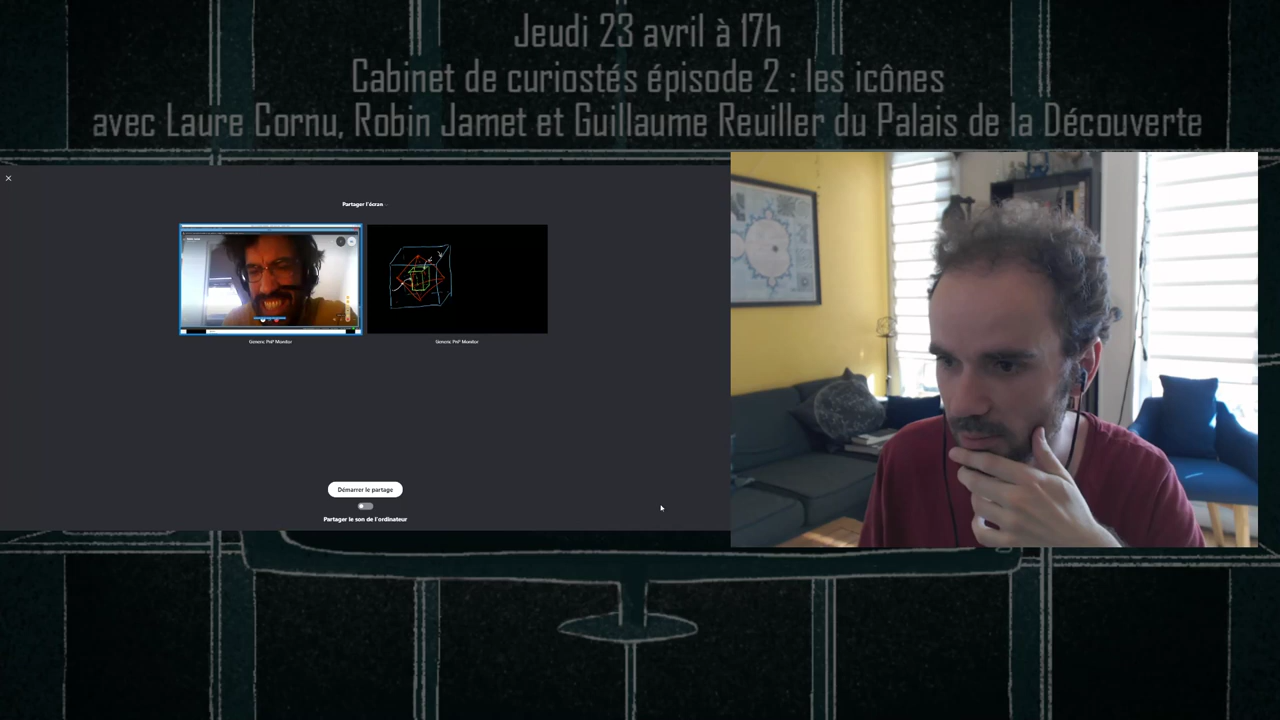 Jeudi 23 avril à 17h
Cabinet de curiostés épisode 2 : les icônes
avec Laure Cornu, Robin Jamet et Guillaume Reuiller du Palais de la Découverte
Partager l'écran
Generic PnP Monitor
Generic PnP Monitor
Démarrer le partage
Partager le son de l'ordinateur